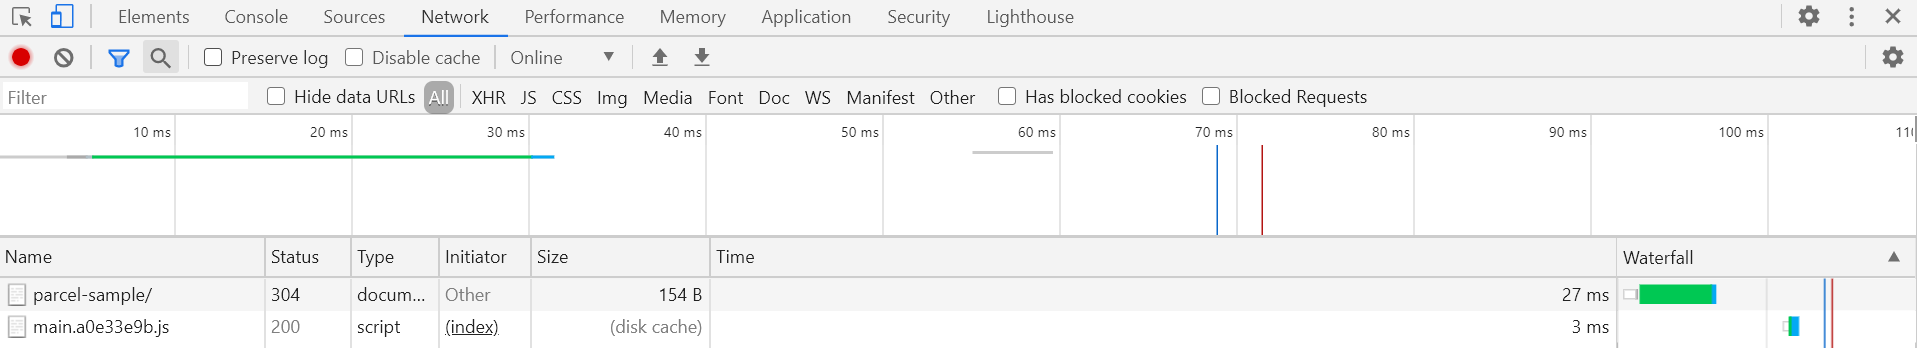 Elements Console Sources Network Performance Memory Application Security Lighthouse
Preserve log Disable cache Online
Filter Hide data URLs All XHR JS CSS Img Media Font Doc WS Manifest Other Has blocked cookies Blocked Requests
10 ms 20 ms 30 ms 40 ms 50 ms 60 ms 70 ms 80 ms 90 ms 100 ms
Name Status Type Initiator Size Time Waterfall
parcel-sample/ 304 docum... Other 154 B 27 ms
main.a0e33e9b.js 200 script (index) (disk cache) 3 ms